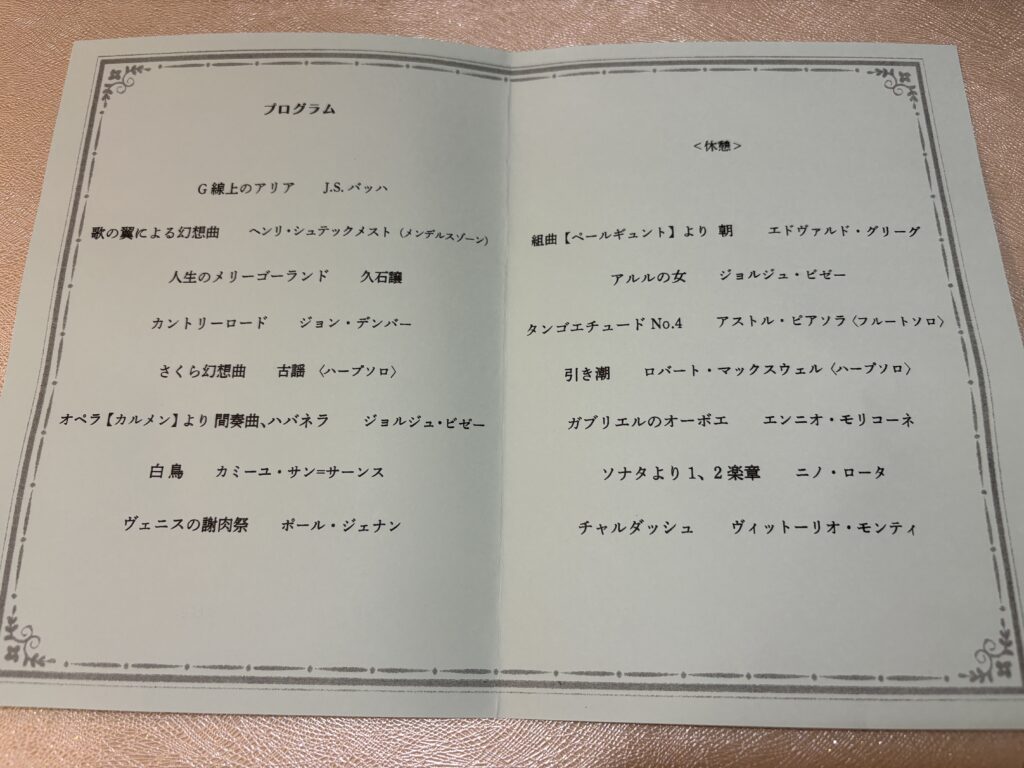 プログラム
G 線上のアリア J.S. バッハ
歌の翼による幻想曲 ヘンリ・シュテックメスト (メンデルスゾーン)
人生のメリーゴーランド 久石譲
カントリーロード ジョン・デンバー
さくら幻想曲 古謡 〈ハープソロ〉
オペラ【カルメン】より 間奏曲、ハバネラ ジョルジュ・ビゼー
白 鳥 カミーユ・サン=サーンス
ヴェニスの謝肉祭 ポール・ジェナン
<休憩>
組曲【ペールギュント】より 朝 エドヴァルド・グリーグ
アルルの女 ジョルジュ・ビゼー
タンゴエチュード No.4 アストル・ピアソラ〈フルートソロ〉
引き潮 ロバート・マックスウェル〈ハープソロ〉
ガブリエルのオーボエ エンニオ・モリコーネ
ソナタより 1、2 楽章 ニノ・ロータ
チャルダッシュ ヴィットーリオ・モンティ